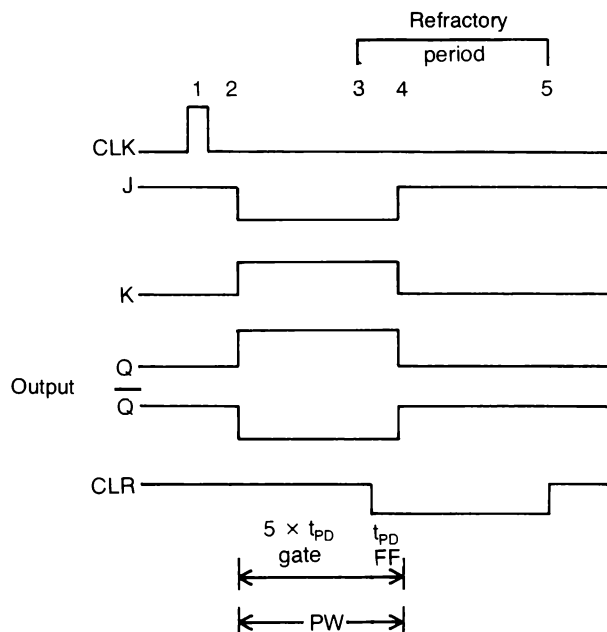 Refractory
period
1 2 3 4 5
CLK
J
K
Q
Output Q
CLR
5 × tPD tPD
gate FF
PW